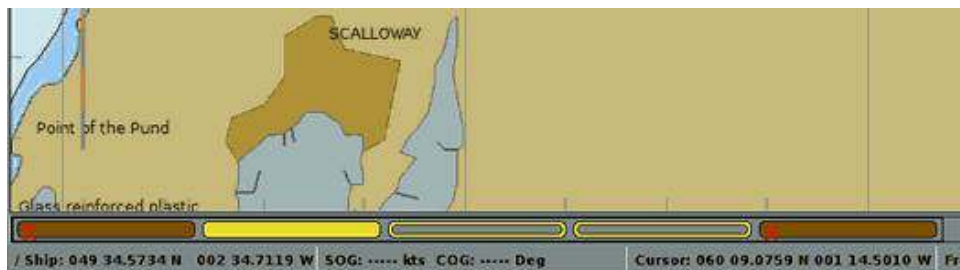 SCALLOWAY
Point of the Pund
Glass reinforced plastic
/ Ship: 049 34.5734 N 002 34.7119 W SOG: ----- kts COG: ----- Deg Cursor: 060 09.0759 N 001 14.5010 W Fr